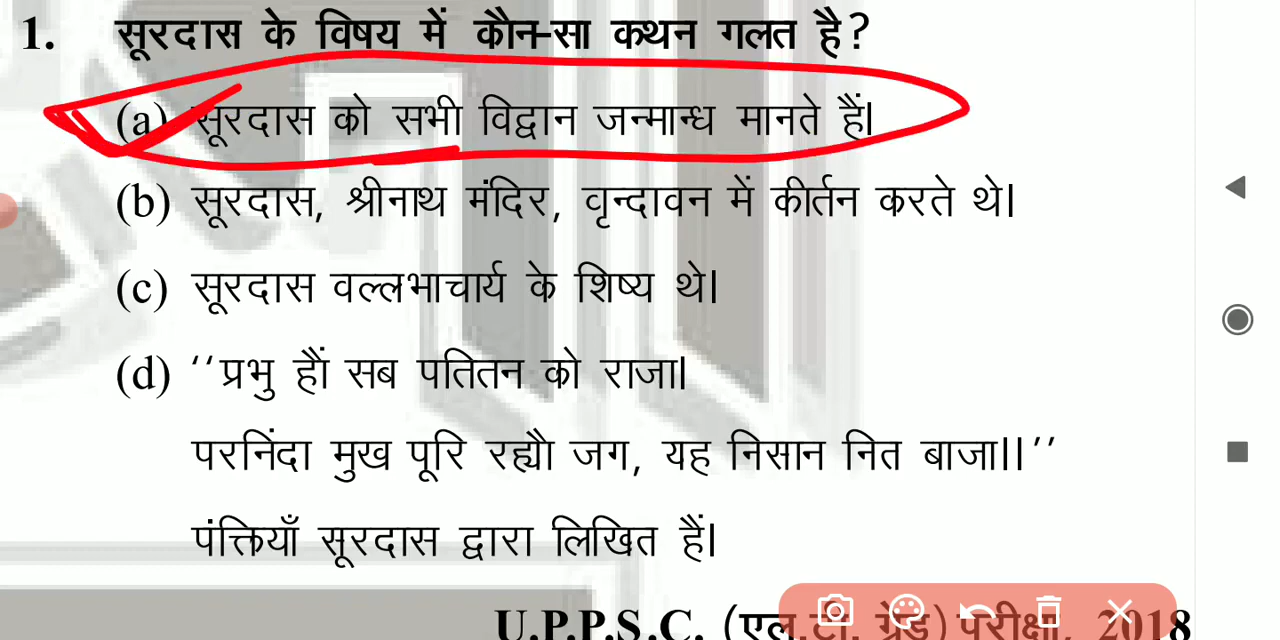 1. सूरदास के विषय में कौन-सा कथन गलत है?
(a) सूरदास को सभी विद्वान जन्मान्ध मानते हैं।
(b) सूरदास, श्रीनाथ मंदिर, वृन्दावन में कीर्तन करते थे।
(c) सूरदास वल्लभाचार्य के शिष्य थे।
(d) ‘‘प्रभु हौं सब पतितन को राजा।
परनिंदा मुख पूरि रह्यौ जग, यह निसान नित बाजा।।’’
पंक्तियाँ सूरदास द्वारा लिखित हैं।
U.P.P.S.C. (एल.टी. ग्रेड) परीक्षा, 2018